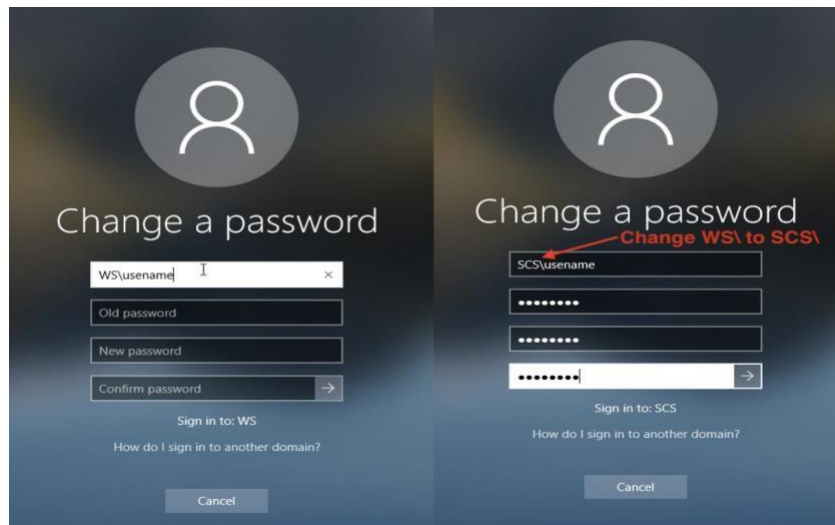 Change a password
WS\usename
Old password
New password
Confirm password
Sign in to: WS
How do I sign in to another domain?
Cancel
Change a password
Change WS\ to SCS\
SCS\usename
Sign in to: SCS
How do I sign in to another domain?
Cancel